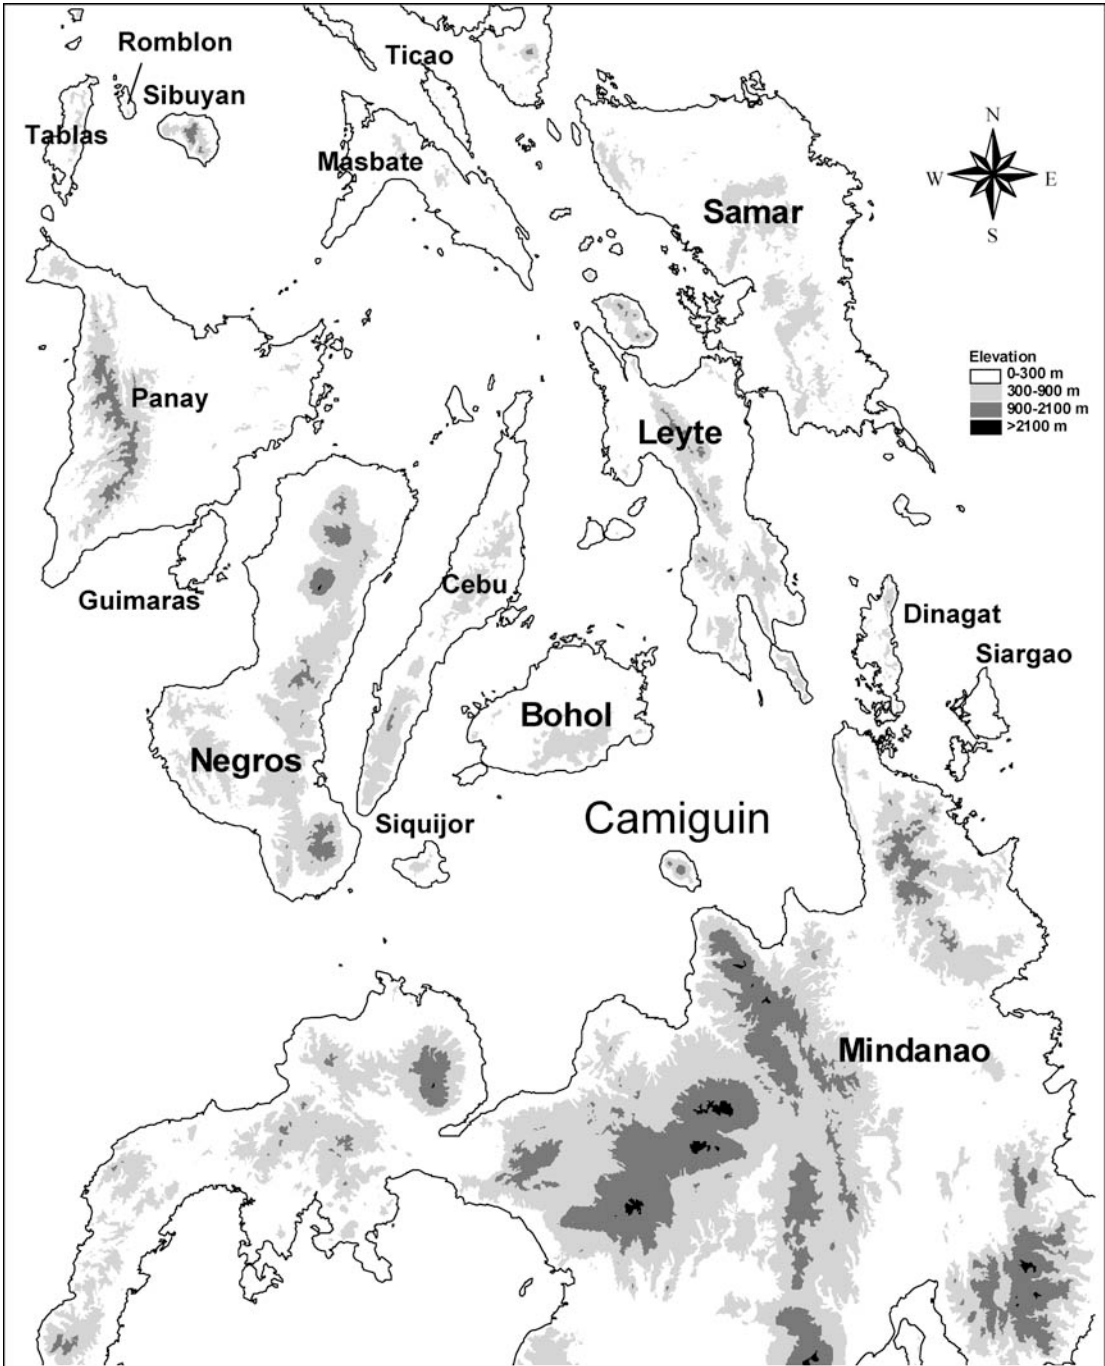 Romblon
Ticao
Sibuyan
Tablas
Masbate
N
W
E
S
Samar
Elevation
0-300 m
300-900 m
900-2100 m
>2100 m
Panay
Leyte
Cebu
Guimaras
Dinagat
Siargao
Bohol
Negros
Siquijor
Camiguin
Mindanao